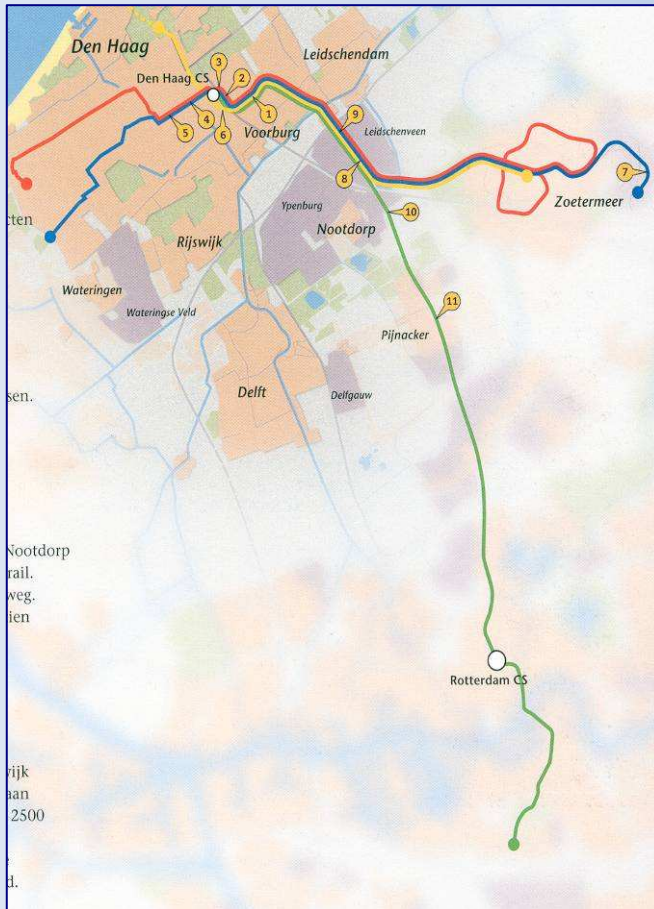 Den Haag
Leidschendam
Den Haag CS
3
2
1
9
4
5
6
Voorburg
Leidschenveen
8
7
Zoetermeer
10
Ypenburg
Nootdorp
Rijswijk
cten
Wateringen
Wateringse Veld
11
Pijnacker
Delft
Delfgauw
sen.
Nootdorp
rail.
weg.
ien
Rotterdam CS
wijk
aan
2500
d.